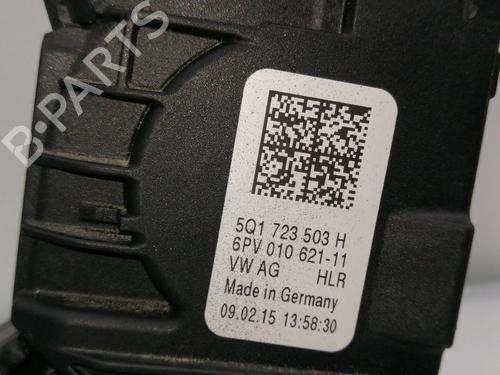 B-PARTS
5Q1 723 503 H
6PV 010 621-11
VW AG HLR
Made in Germany
09.02.15 13:58:30